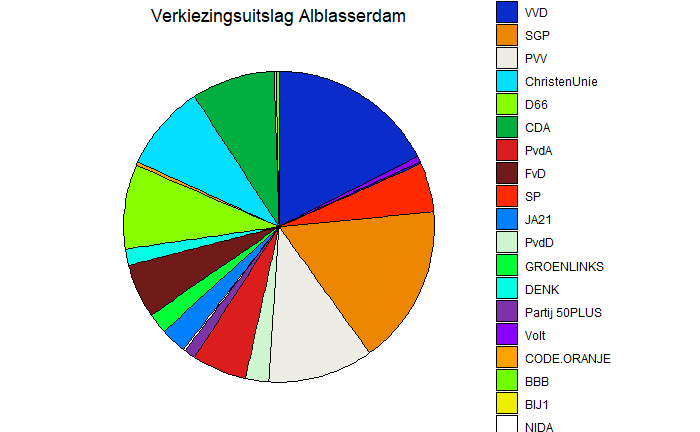 Verkiezingsuitslag Alblasserdam
VVD
SGP
PVV
ChristenUnie
D66
CDA
PvdA
FvD
SP
JA21
PvdD
GROENLINKS
DENK
Partij 50PLUS
Volt
CODE.ORANJE
BBB
BIJ1
NIDA